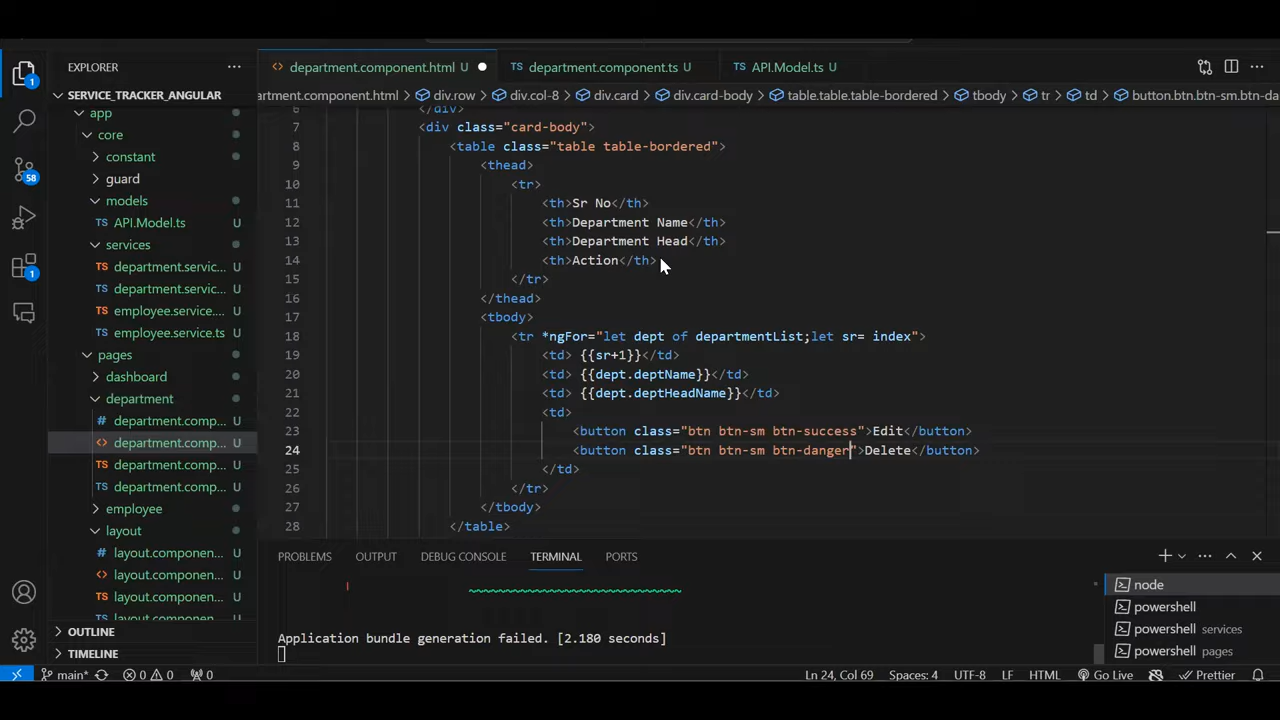 EXPLORER
department.component.html U
department.component.ts U
API.Model.ts U
SERVICE_TRACKER_ANGULAR
artment.component.html > div.row > div.col-8 > div.card > div.card-body > table.table.table-bordered > tbody > tr > td > button.btn.btn-sm.btn-da
app
core
constant
guard
models
API.Model.ts U
services
department.servic... U
department.servic... U
employee.service.ts U
employee.service.ts U
pages
dashboard
department
department.comp... U
department.comp... U
department.comp... U
department.comp... U
employee
layout
layout.componen... U
layout.componen... U
layout.componen... U
OUTLINE
TIMELINE
1
58
1
6 </div>
7 <div class="card-body">
8 <table class="table table-bordered">
9 <thead>
10 <tr>
11 <th>Sr No</th>
12 <th>Department Name</th>
13 <th>Department Head</th>
14 <th>Action</th>
15 </tr>
16 </thead>
17 <tbody>
18 <tr *ngFor="let dept of departmentList;let sr= index">
19 <td> {{sr+1}}</td>
20 <td> {{dept.deptName}}</td>
21 <td> {{dept.deptHeadName}}</td>
22 <td>
23 <button class="btn btn-sm btn-success">Edit</button>
24 <button class="btn btn-sm btn-danger">Delete</button>
25 </td>
26 </tr>
27 </tbody>
28 </table>
PROBLEMS OUTPUT DEBUG CONSOLE TERMINAL PORTS
Application bundle generation failed. [2.180 seconds]
node
powershell
powershell services
powershell pages
main* 0 0 0 Ln 24, Col 69 Spaces: 4 UTF-8 LF HTML Go Live Prettier